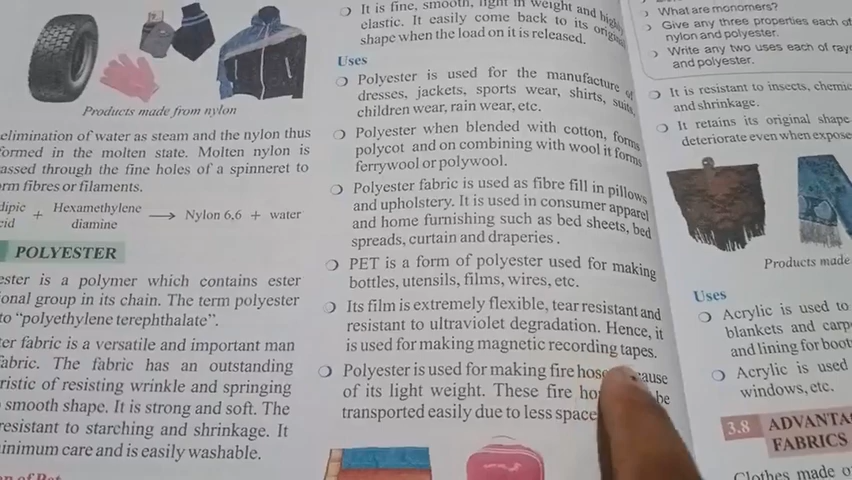 Products made from nylon
elimination of water as steam and the nylon thus
formed in the molten state. Molten nylon is
assed through the fine holes of a spinneret to
rm fibres or filaments.
dipic + Hexamethylene ⟶ Nylon 6,6 + water
cid diamine
POLYESTER
ester is a polymer which contains ester
ional group in its chain. The term polyester
to “polyethylene terephthalate”.
er fabric is a versatile and important man
fabric. The fabric has an outstanding
ristic of resisting wrinkle and springing
smooth shape. It is strong and soft. The
resistant to starching and shrinkage. It
inimum care and is easily washable.
It is fine, smooth, light in weight and highly
elastic. It easily come back to its original
shape when the load on it is released.
Uses
Polyester is used for the manufacture of
dresses, jackets, sports wear, shirts, suits,
children wear, rain wear, etc.
Polyester when blended with cotton, forms
polycot and on combining with wool it forms
ferrywool or polywool.
Polyester fabric is used as fibre fill in pillows
and upholstery. It is used in consumer apparel
and home furnishing such as bed sheets, bed
spreads, curtain and draperies .
PET is a form of polyester used for making
bottles, utensils, films, wires, etc.
Its film is extremely flexible, tear resistant and
resistant to ultraviolet degradation. Hence, it
is used for making magnetic recording tapes.
Polyester is used for making fire hose cause
of its light weight. These fire ho be
transported easily due to less space
What are monomers?
Give any three properties each of
nylon and polyester.
Write any two uses each of ray
and polyester.
It is resistant to insects, chemic
and shrinkage.
It retains its original shape
deteriorate even when expose
Products made
Uses
Acrylic is used to
blankets and carp
and lining for boot
Acrylic is used
windows, etc.
3.8 ADVANTA
FABRICS
Clothes made o